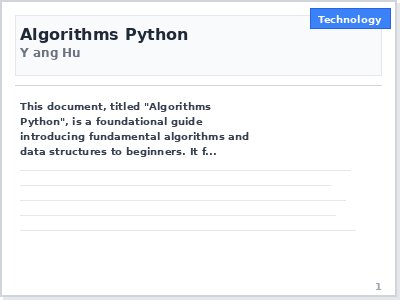 Technology
Algorithms Python
Y ang Hu
This document, titled "Algorithms
Python", is a foundational guide
introducing fundamental algorithms and
data structures to beginners. It f...
1